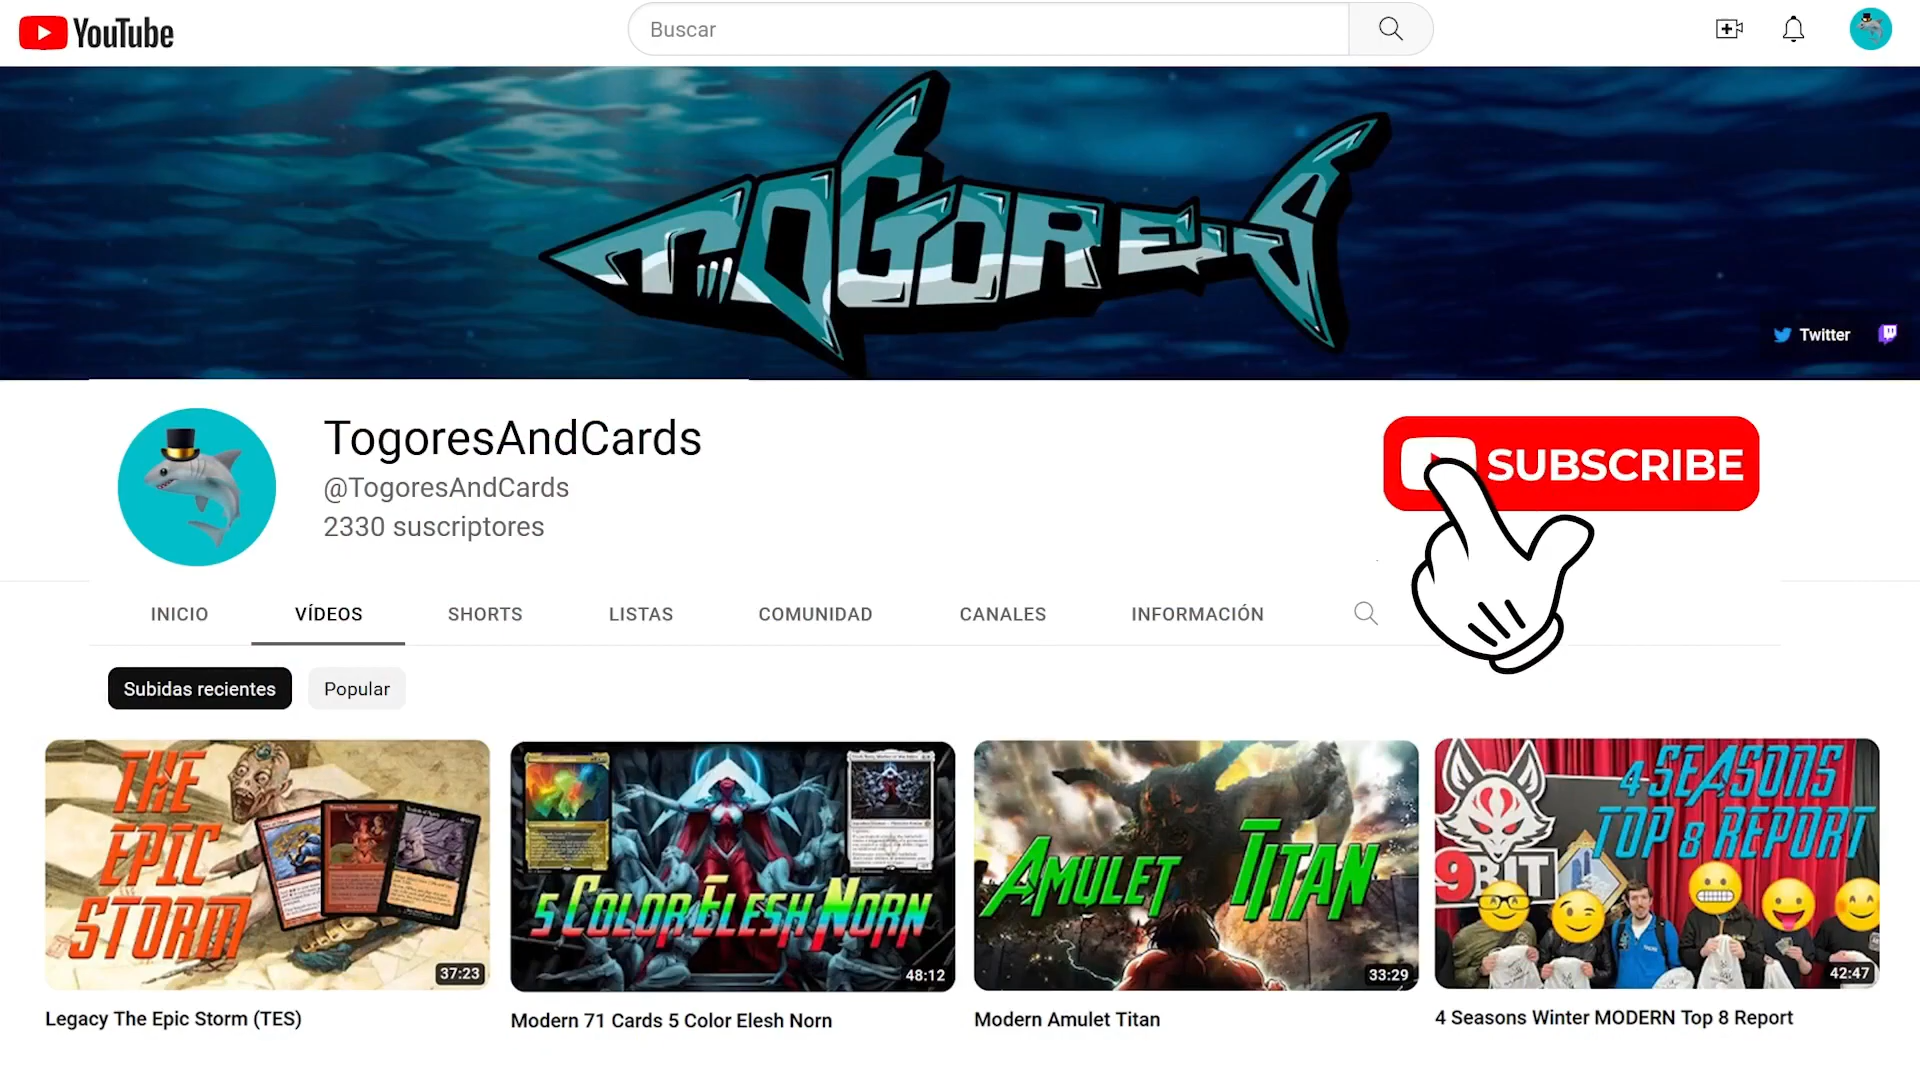 YouTube
Buscar
TOGORES
Twitter
TogoresAndCards
@TogoresAndCards
2330 suscriptores
SUBSCRIBE
INICIO VÍDEOS SHORTS LISTAS COMUNIDAD CANALES INFORMACIÓN
Subidas recientes Popular
THE
EPIC
STORM
37:23
5 COLOR ELESH NORN
48:12
AMULET TITAN
33:29
4 SEASONS
TOP 8 REPORT
9BIT
42:47
Legacy The Epic Storm (TES)
Modern 71 Cards 5 Color Elesh Norn
Modern Amulet Titan
4 Seasons Winter MODERN Top 8 Report